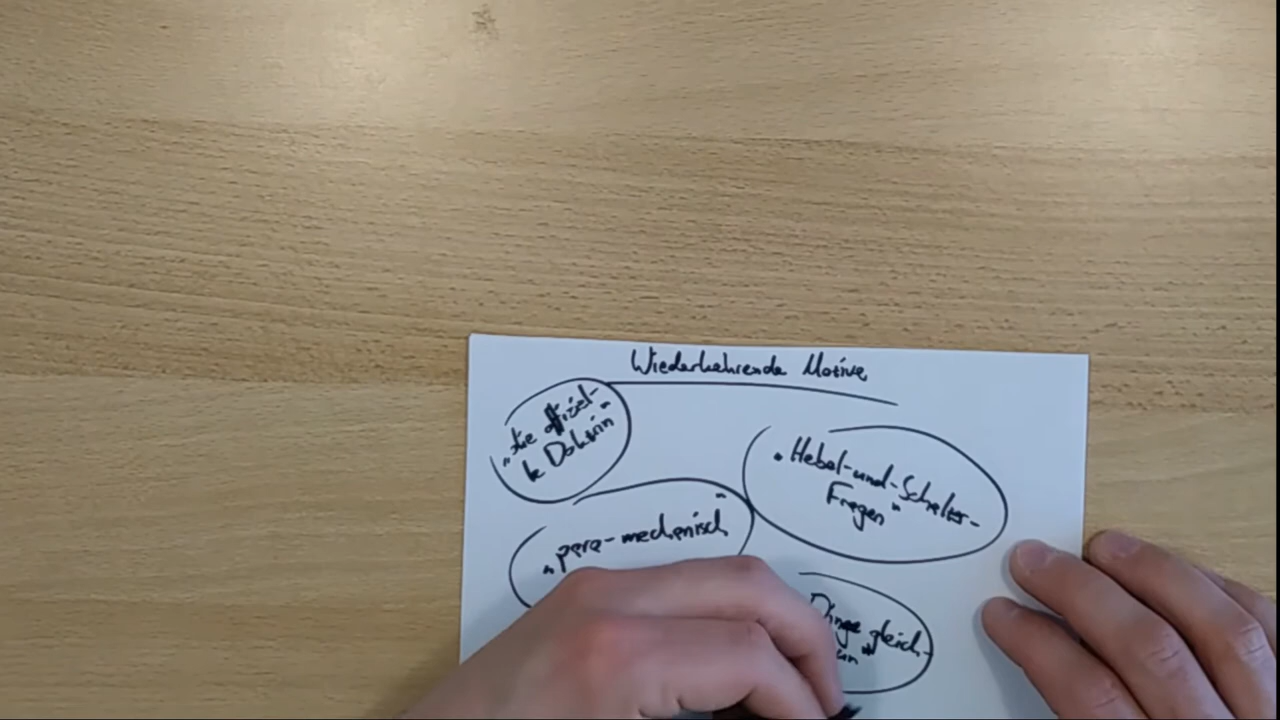 Wiederkehrende Motive
„die offiziel-
le Doktrin"
„Hebel-und-Schalter-
Fragen"
„para-mechanisch"
Dinge gleich-